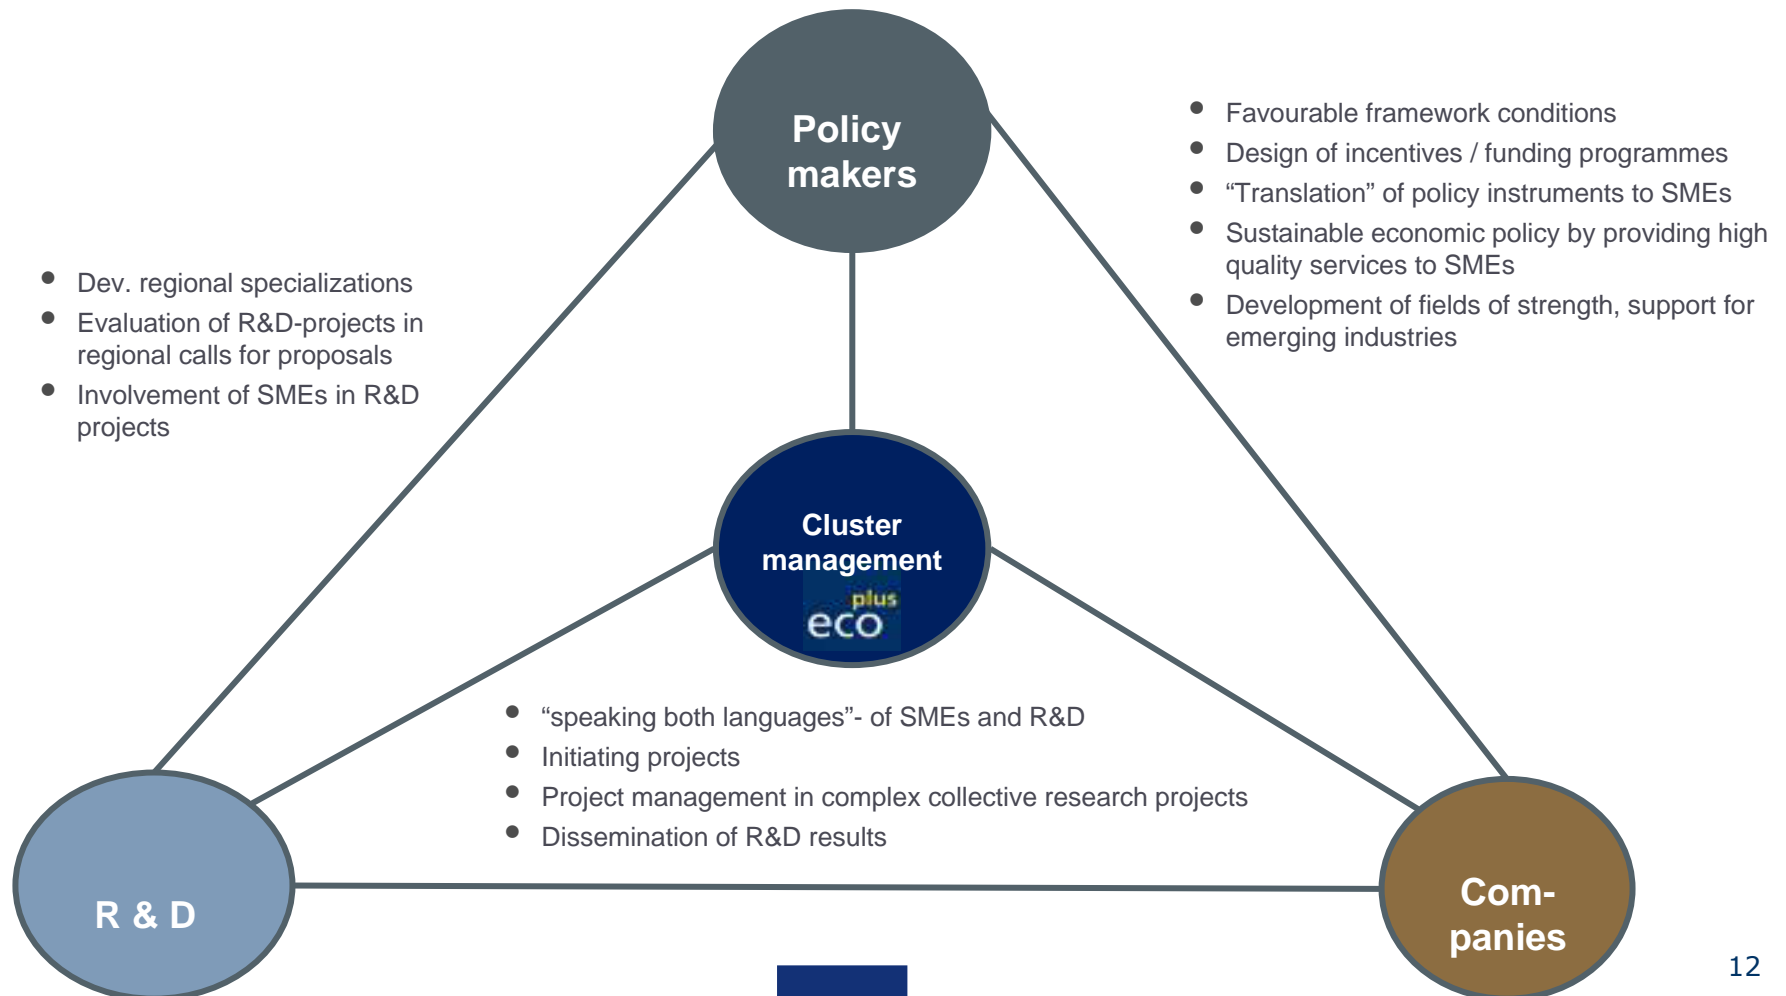 Policy
makers
• Favourable framework conditions
• Design of incentives / funding programmes
• “Translation” of policy instruments to SMEs
• Sustainable economic policy by providing high
quality services to SMEs
• Development of fields of strength, support for
emerging industries
• Dev. regional specializations
• Evaluation of R&D-projects in
regional calls for proposals
• Involvement of SMEs in R&D
projects
Cluster
management
plus
eco
• “speaking both languages”- of SMEs and R&D
• Initiating projects
• Project management in complex collective research projects
• Dissemination of R&D results
R & D
Com-
panies
12